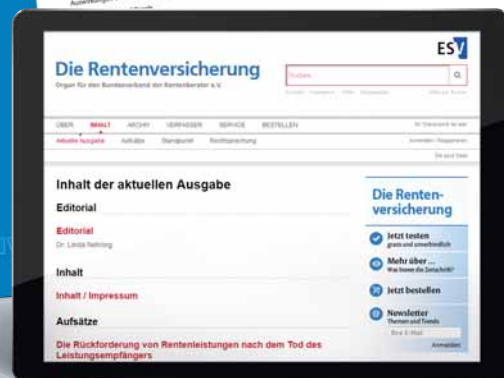 ESV
Die Rentenversicherung
Organ für den Bundesverband der Rentenberater e.V.
Suchen
ÜBER INHALT ARCHIV VERFASSER SERVICE BESTELLEN
Aktuelle Ausgabe Aufsätze Standpunkt Rechtsprechung
Inhalt der aktuellen Ausgabe
Editorial
Editorial
Dr. Linda Nehring
Inhalt
Inhalt / Impressum
Aufsätze
Die Rückforderung von Rentenleistungen nach dem Tod des
Leistungsempfängers
Die Renten-
versicherung
Jetzt testen
gratis und unverbindlich
Mehr über ...
Was Ihnen die Zeitschrift?
Jetzt bestellen
Newsletter
Themen und Trends
Ihre E-Mail
Anmelden